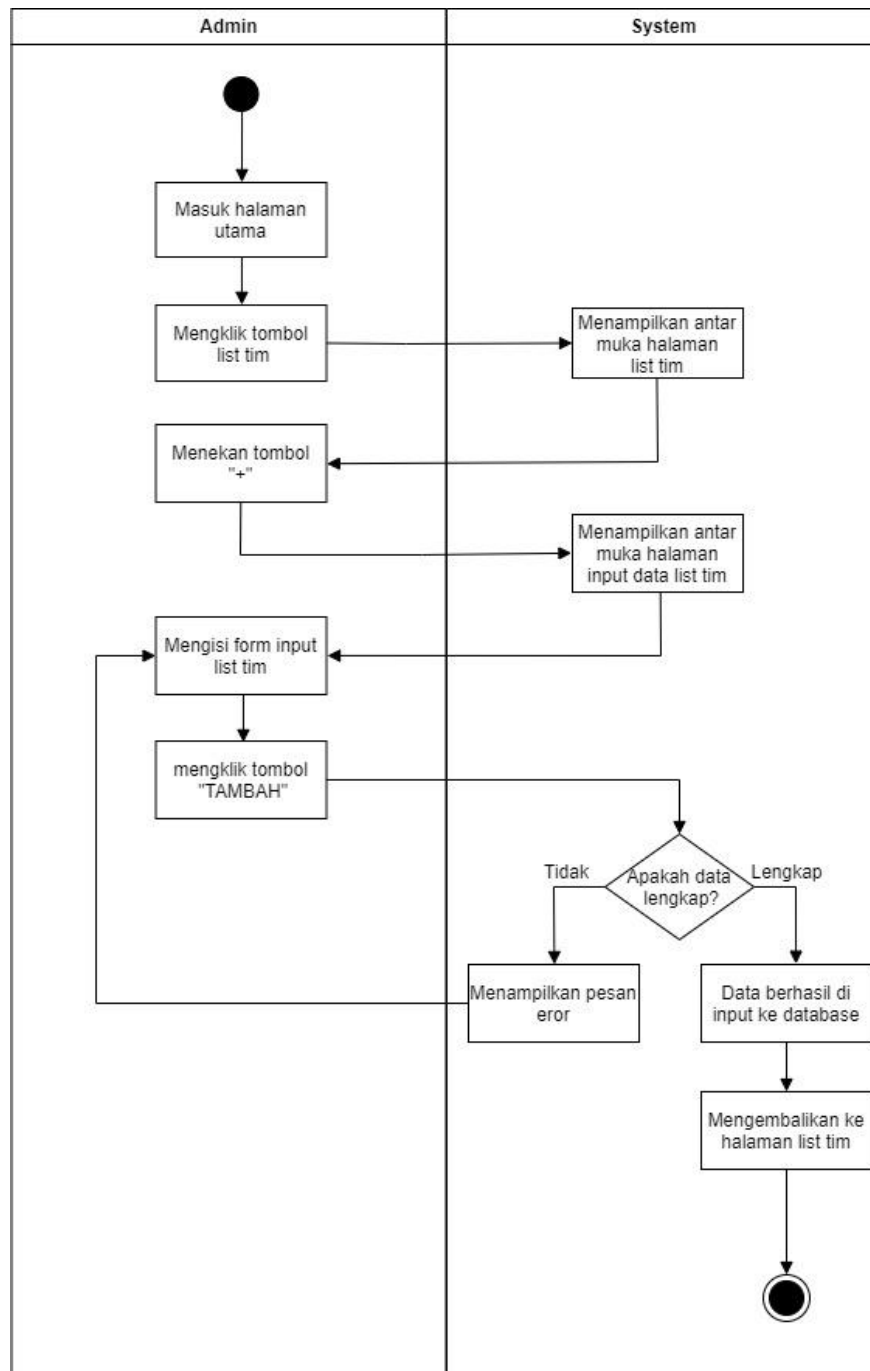 Admin
System
Masuk halaman
utama
Mengklik tombol
list tim
Menampilkan antar
muka halaman
list tim
Menekan tombol
"+"
Menampilkan antar
muka halaman
input data list tim
Mengisi form input
list tim
mengklik tombol
"TAMBAH"
Apakah data
lengkap?
Tidak
Lengkap
Menampilkan pesan
eror
Data berhasil di
input ke database
Mengembalikan ke
halaman list tim